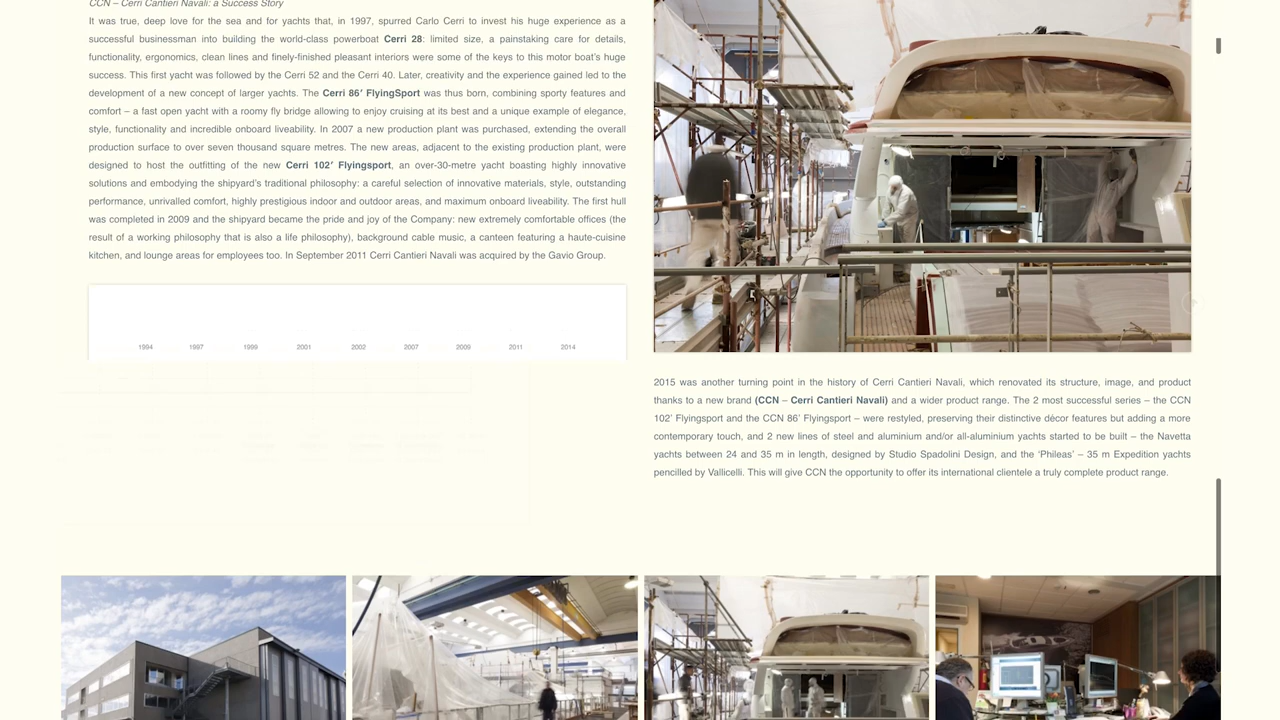 CCN – Cerri Cantieri Navali: a Success Story
It was true, deep love for the sea and for yachts that, in 1997, spurred Carlo Cerri to invest his huge experience as a
successful businessman into building the world-class powerboat Cerri 28: limited size, a painstaking care for details,
functionality, ergonomics, clean lines and finely-finished pleasant interiors were some of the keys to this motor boat's huge
success. This first yacht was followed by the Cerri 52 and the Cerri 40. Later, creativity and the experience gained led to the
development of a new concept of larger yachts. The Cerri 86′ FlyingSport was thus born, combining sporty features and
comfort – a fast open yacht with a roomy fly bridge allowing to enjoy cruising at its best and a unique example of elegance,
style, functionality and incredible onboard liveability. In 2007 a new production plant was purchased, extending the overall
production surface to over seven thousand square metres. The new areas, adjacent to the existing production plant, were
designed to host the outfitting of the new Cerri 102′ Flyingsport, an over-30-metre yacht boasting highly innovative
solutions and embodying the shipyard's traditional philosophy: a careful selection of innovative materials, style, outstanding
performance, unrivalled comfort, highly prestigious indoor and outdoor areas, and maximum onboard liveability. The first hull
was completed in 2009 and the shipyard became the pride and joy of the Company: new extremely comfortable offices (the
result of a working philosophy that is also a life philosophy), background cable music, a canteen featuring a haute-cuisine
kitchen, and lounge areas for employees too. In September 2011 Cerri Cantieri Navali was acquired by the Gavio Group.
1994 1997 1999 2001 2002 2007 2009 2011 2014
2015 was another turning point in the history of Cerri Cantieri Navali, which renovated its structure, image, and product
thanks to a new brand (CCN – Cerri Cantieri Navali) and a wider product range. The 2 most successful series – the CCN
102' Flyingsport and the CCN 86' Flyingsport – were restyled, preserving their distinctive décor features but adding a more
contemporary touch, and 2 new lines of steel and aluminium and/or all-aluminium yachts started to be built – the Navetta
yachts between 24 and 35 m in length, designed by Studio Spadolini Design, and the 'Phileas' – 35 m Expedition yachts
pencilled by Vallicelli. This will give CCN the opportunity to offer its international clientele a truly complete product range.